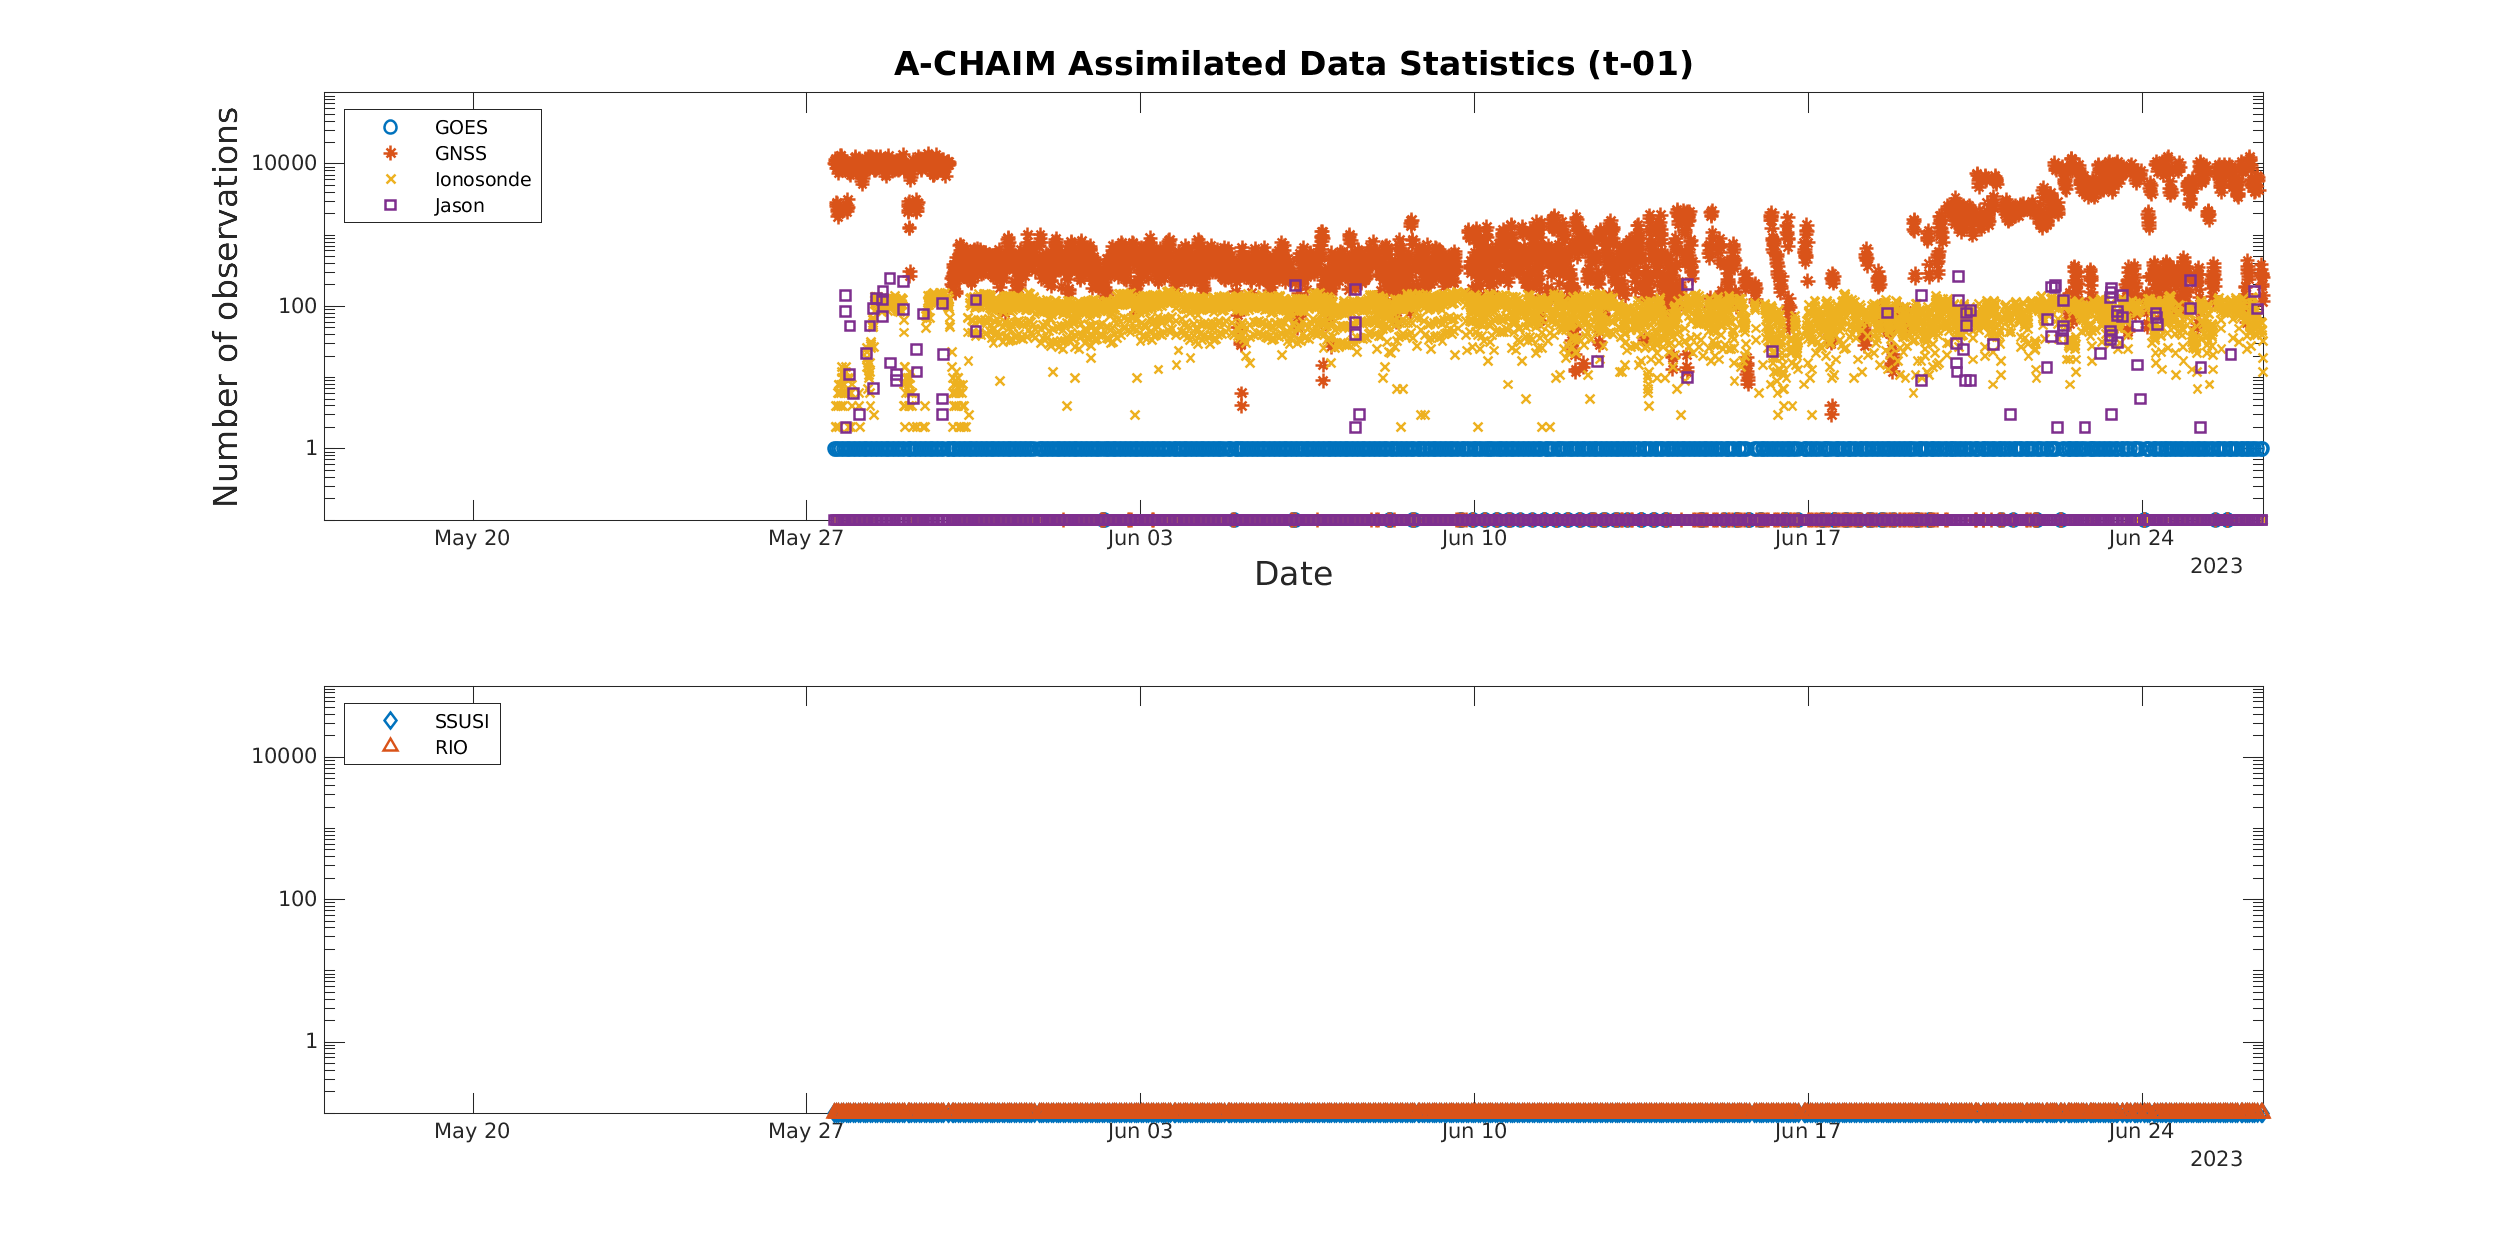 A-CHAIM Assimilated Data Statistics (t-01)
Number of observations
10000
100
1
GOES
GNSS
Ionosonde
Jason
May 20 May 27 Jun 03 Jun 10 Jun 17 Jun 24
2023
Date
10000
100
1
SSUSI
RIO
May 20 May 27 Jun 03 Jun 10 Jun 17 Jun 24
2023